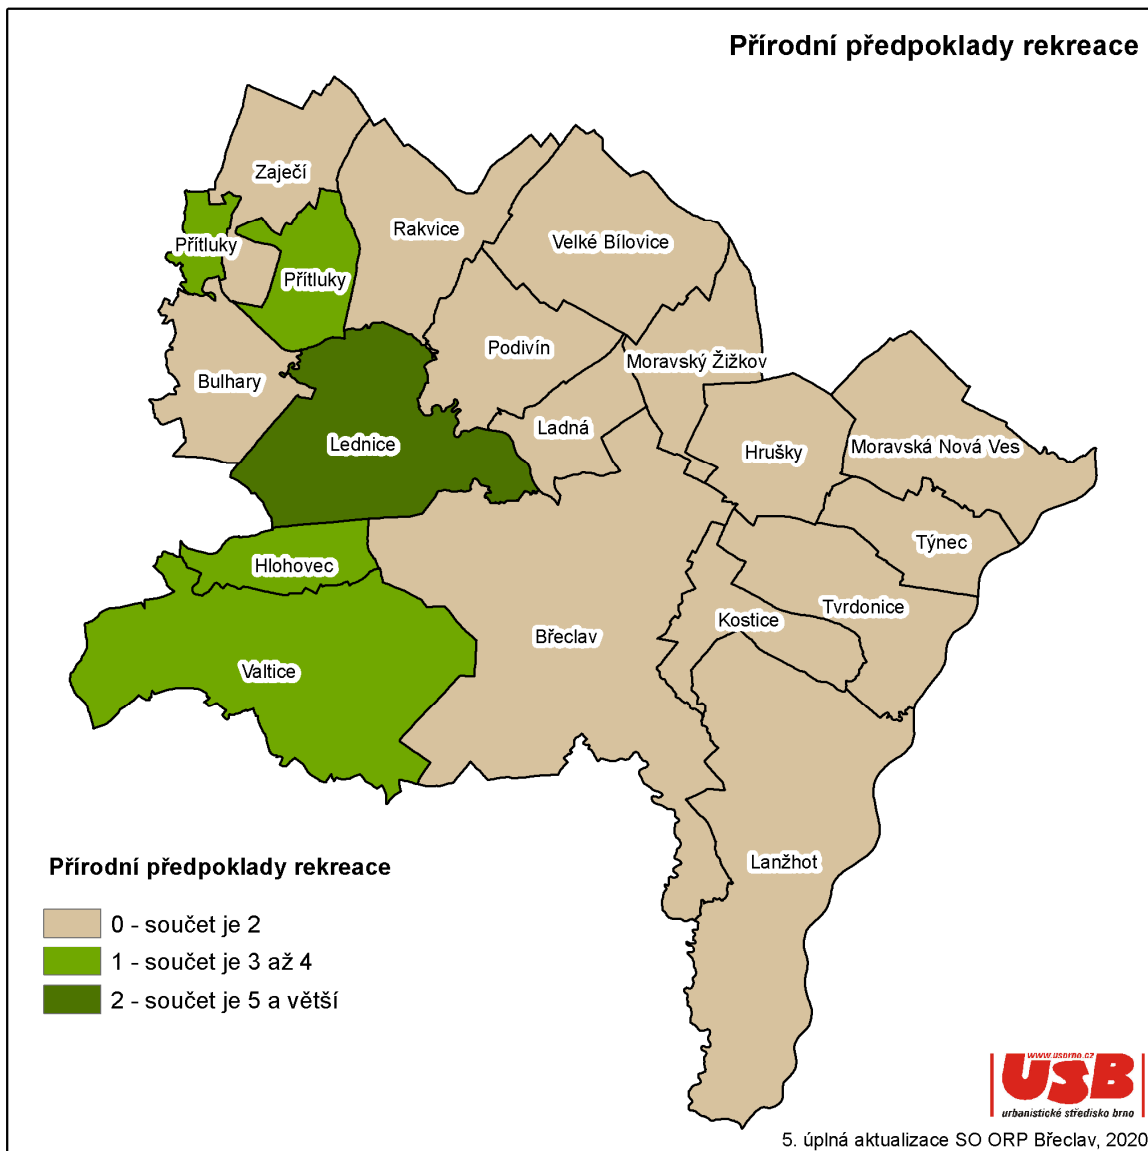 Přírodní předpoklady rekreace
Zaječí
Rakvice
Velké Bílovice
Přítluky
Přítluky
Podivín
Moravský Žižkov
Bulhary
Ladná
Lednice
Hrušky
Moravská Nová Ves
Týnec
Hlohovec
Tvrdonice
Kostice
Břeclav
Valtice
Lanžhot
Přírodní předpoklady rekreace
0 - součet je 2
1 - součet je 3 až 4
2 - součet je 5 a větší
www.usbrno.cz
USB
urbanistické středisko brno
5. úplná aktualizace SO ORP Břeclav, 2020